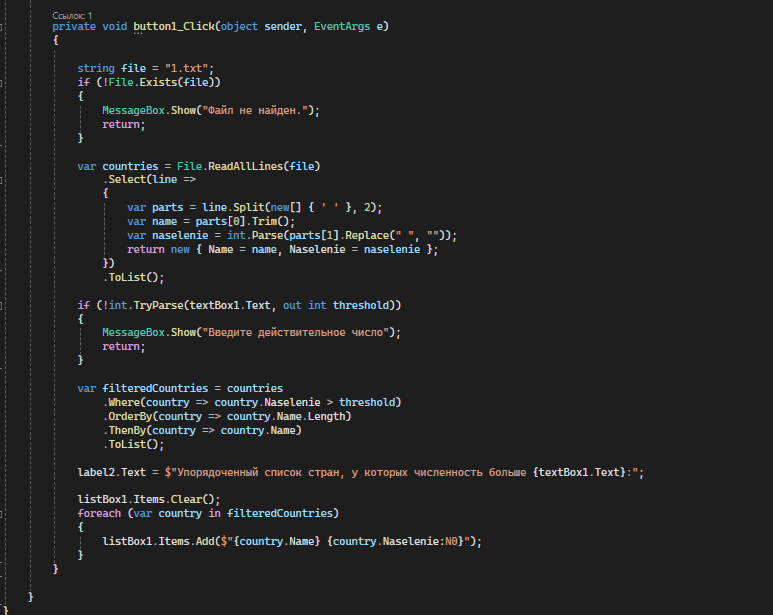 Ссылок: 1
private void button1_Click(object sender, EventArgs e)
{
string file = "1.txt";
if (!File.Exists(file))
{
MessageBox.Show("Файл не найден.");
return;
}
var countries = File.ReadAllLines(file)
.Select(line =>
{
var parts = line.Split(new[] { ' ' }, 2);
var name = parts[0].Trim();
var naselenie = int.Parse(parts[1].Replace(" ", ""));
return new { Name = name, Naselenie = naselenie };
})
.ToList();
if (!int.TryParse(textBox1.Text, out int threshold))
{
MessageBox.Show("Введите действительное число");
return;
}
var filteredCountries = countries
.Where(country => country.Naselenie > threshold)
.OrderBy(country => country.Name.Length)
.ThenBy(country => country.Name)
.ToList();
label2.Text = $"Упорядоченный список стран, у которых численность больше {textBox1.Text}:";
listBox1.Items.Clear();
foreach (var country in filteredCountries)
{
listBox1.Items.Add($"{country.Name} {country.Naselenie:N0}");
}
}
}
}